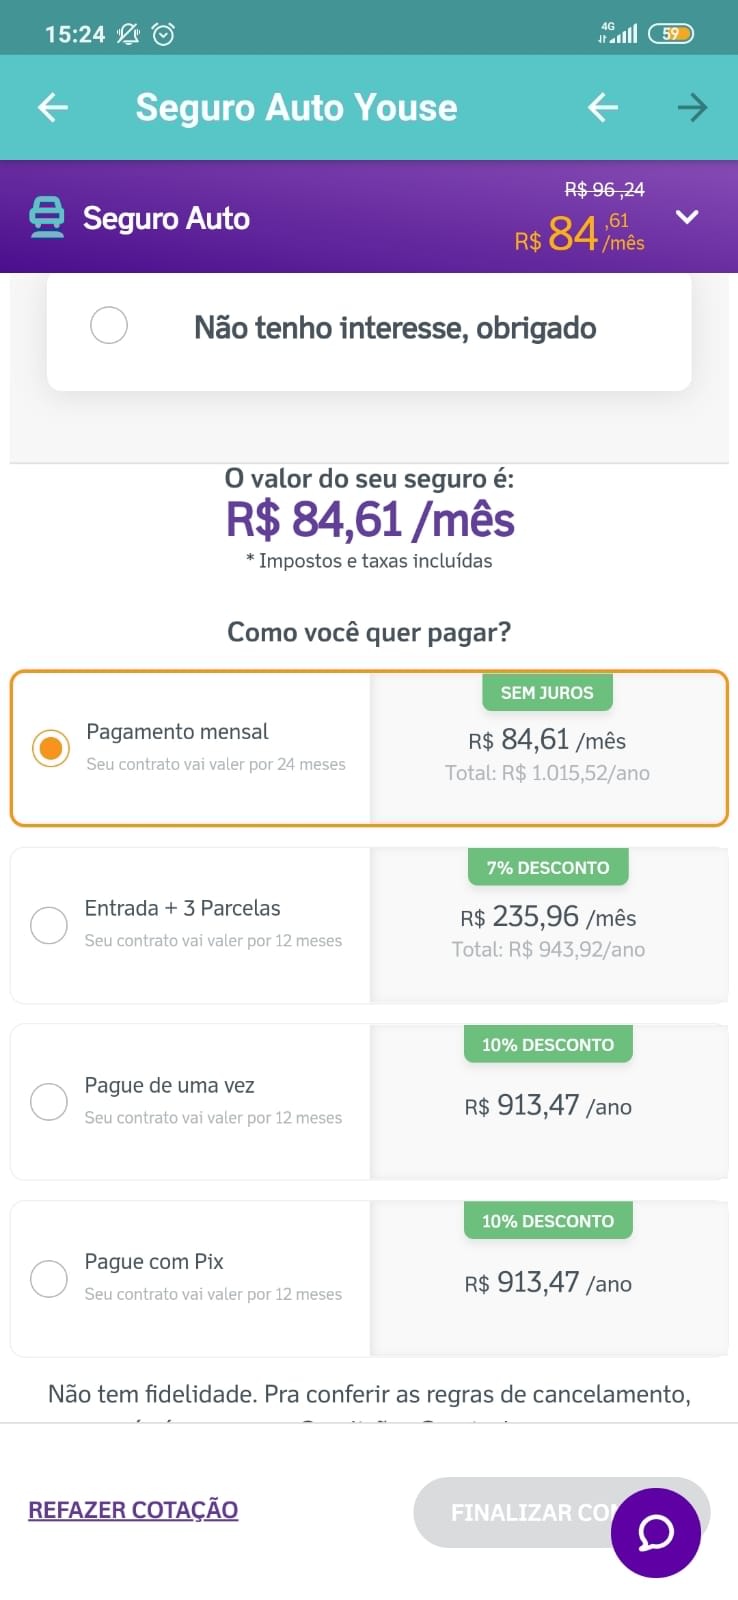 15:24
4G
59
Seguro Auto Youse
Seguro Auto
R$ 96,24
R$ 84,61/mês
Não tenho interesse, obrigado
O valor do seu seguro é:
R$ 84,61 /mês
* Impostos e taxas incluídas
Como você quer pagar?
SEM JUROS
Pagamento mensal
Seu contrato vai valer por 24 meses
R$ 84,61 /mês
Total: R$ 1.015,52/ano
7% DESCONTO
Entrada + 3 Parcelas
Seu contrato vai valer por 12 meses
R$ 235,96 /mês
Total: R$ 943,92/ano
10% DESCONTO
Pague de uma vez
Seu contrato vai valer por 12 meses
R$ 913,47 /ano
10% DESCONTO
Pague com Pix
Seu contrato vai valer por 12 meses
R$ 913,47 /ano
Não tem fidelidade. Pra conferir as regras de cancelamento,
REFAZER COTAÇÃO
FINALIZAR